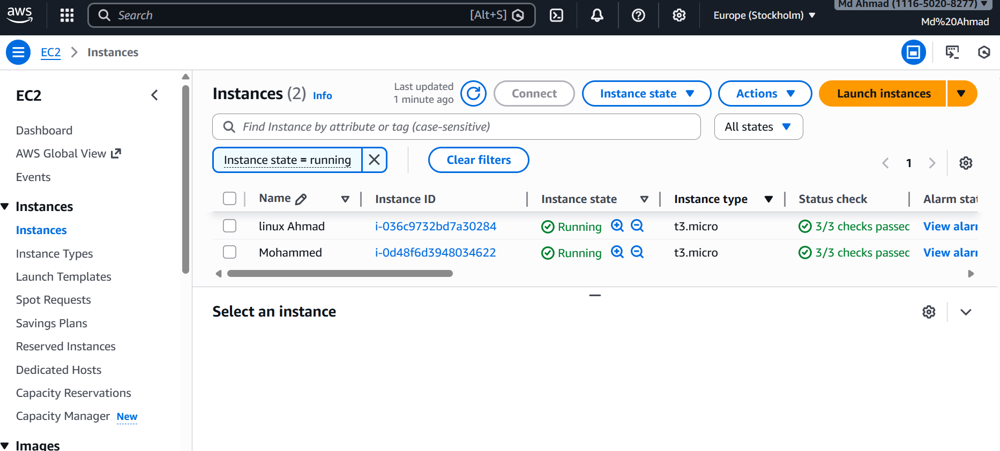 aws
Search
[Alt+S]
Europe (Stockholm)
Md Ahmad (1116-5020-8277)
Md%20Ahmad
EC2
Instances
EC2
Dashboard
AWS Global View
Events
Instances
Instances
Instance Types
Launch Templates
Spot Requests
Savings Plans
Reserved Instances
Dedicated Hosts
Capacity Reservations
Capacity Manager New
Images
Instances (2) Info
Last updated
1 minute ago
Connect
Instance state
Actions
Launch instances
Find Instance by attribute or tag (case-sensitive)
All states
Instance state = running
Clear filters
1
Name Instance ID Instance state Instance type Status check Alarm stat
linux Ahmad i-036c9732bd7a30284 Running t3.micro 3/3 checks passed View alarr
Mohammed i-0d48f6d3948034622 Running t3.micro 3/3 checks passed View alarr
Select an instance